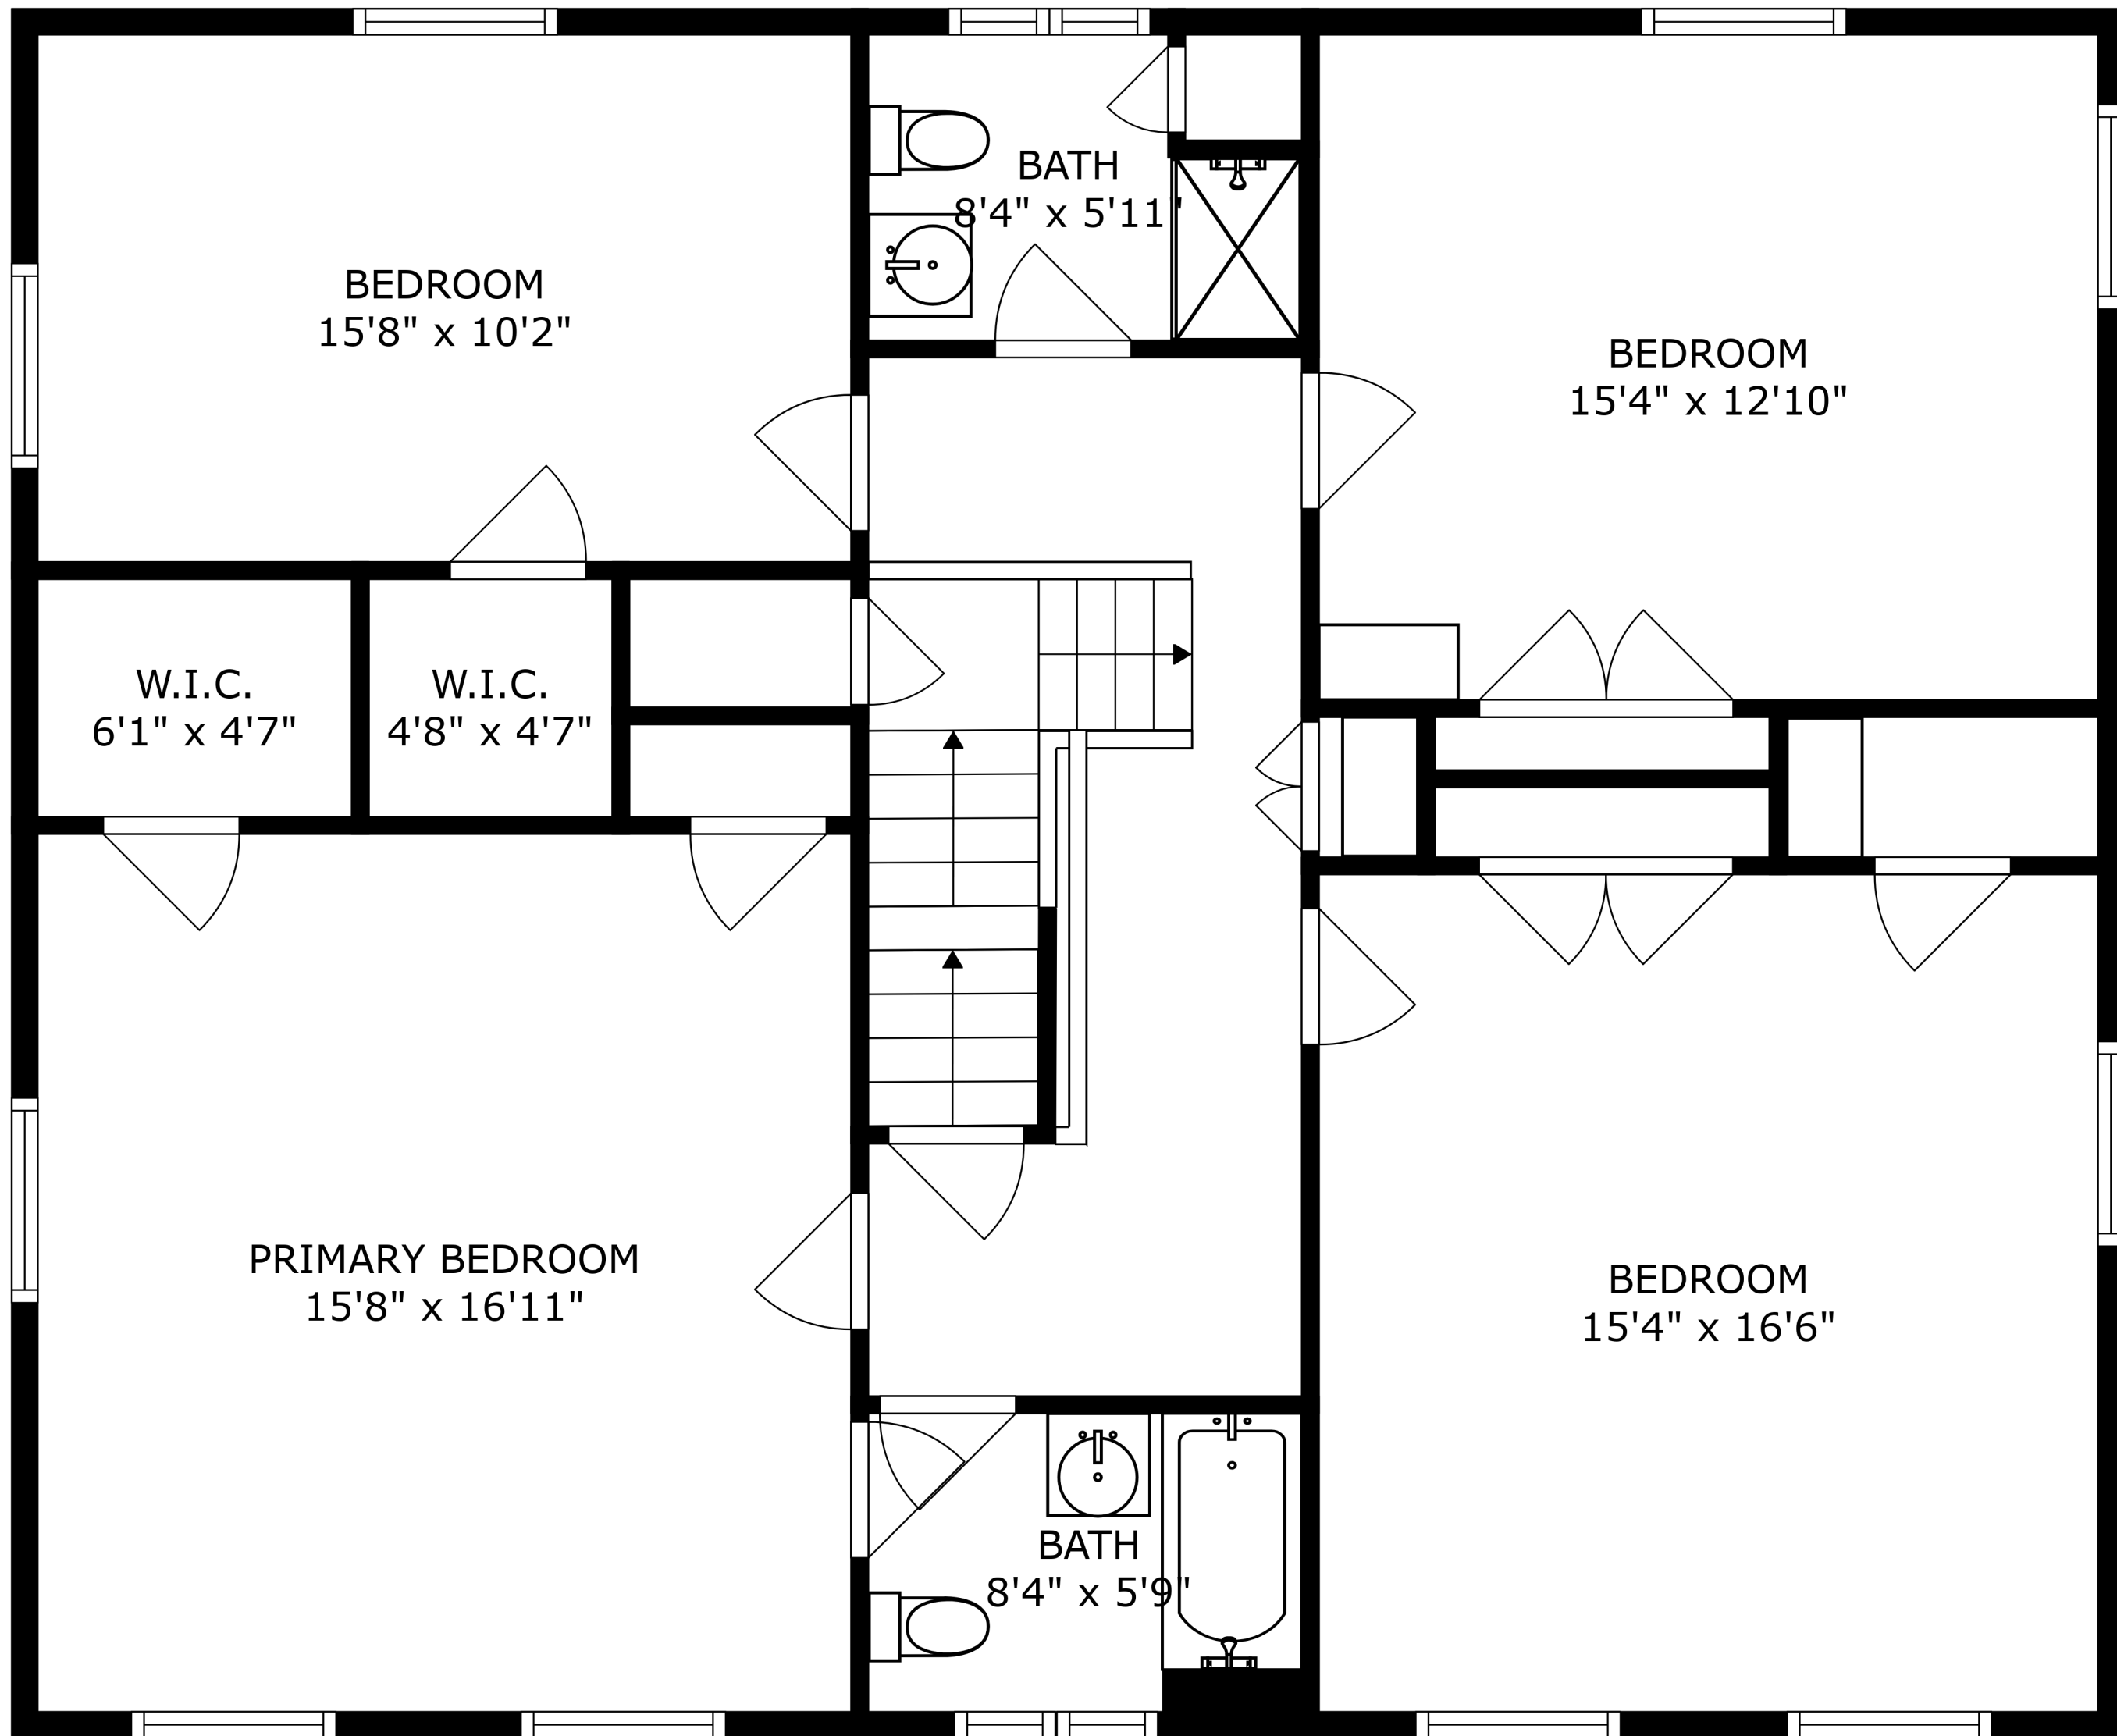 BATH
8'4" x 5'11"
BEDROOM
15'8" x 10'2"
BEDROOM
15'4" x 12'10"
W.I.C.
6'1" x 4'7"
W.I.C.
4'8" x 4'7"
PRIMARY BEDROOM
15'8" x 16'11"
BEDROOM
15'4" x 16'6"
BATH
8'4" x 5'9"